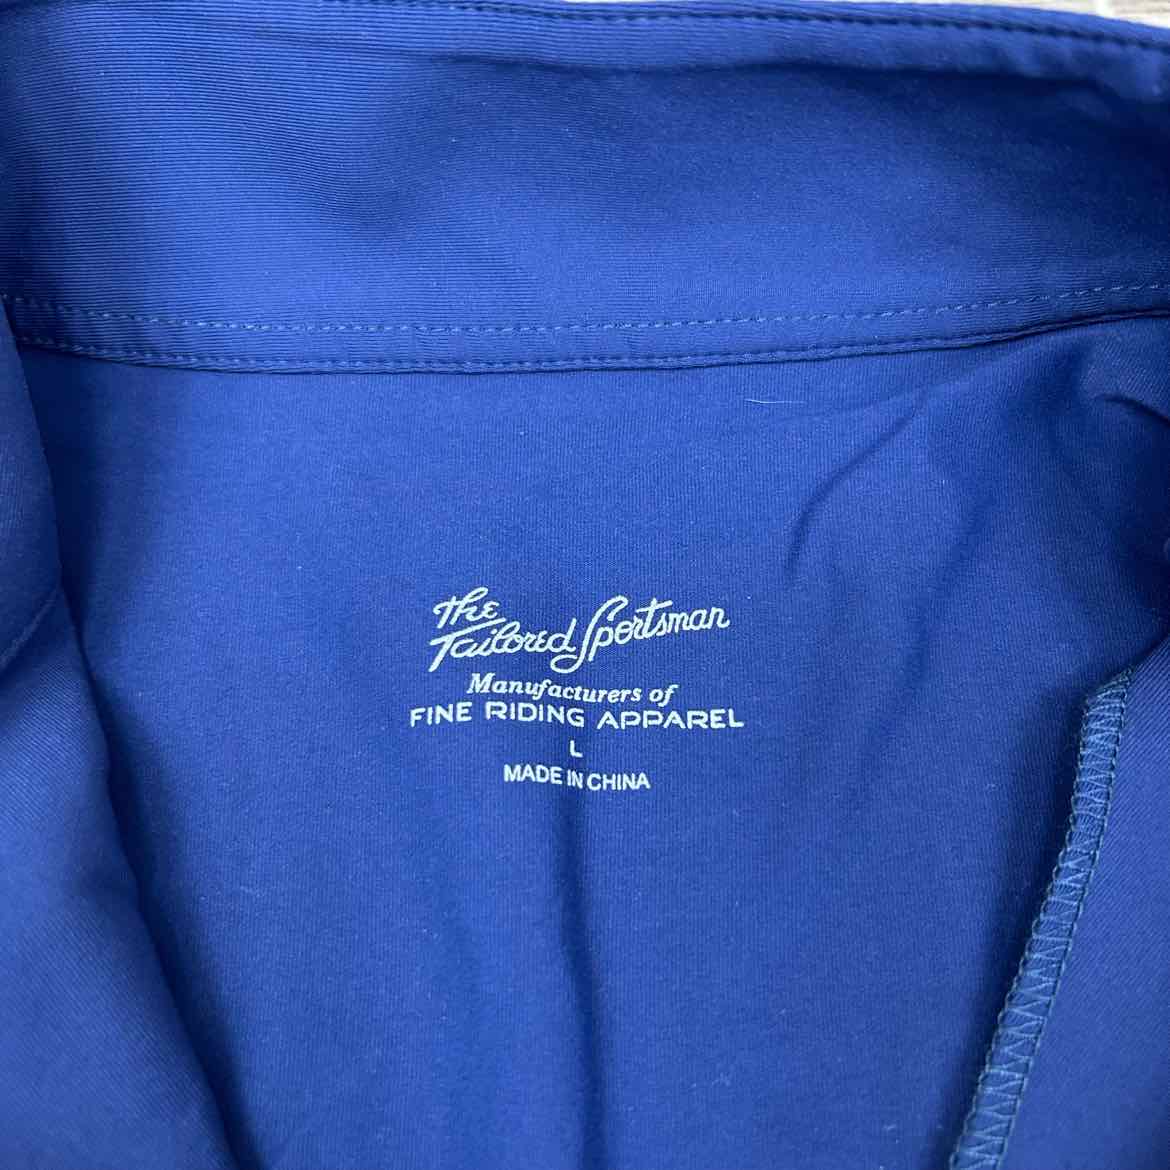 The
Tailored Sportsman
Manufacturers of
FINE RIDING APPAREL
L
MADE IN CHINA